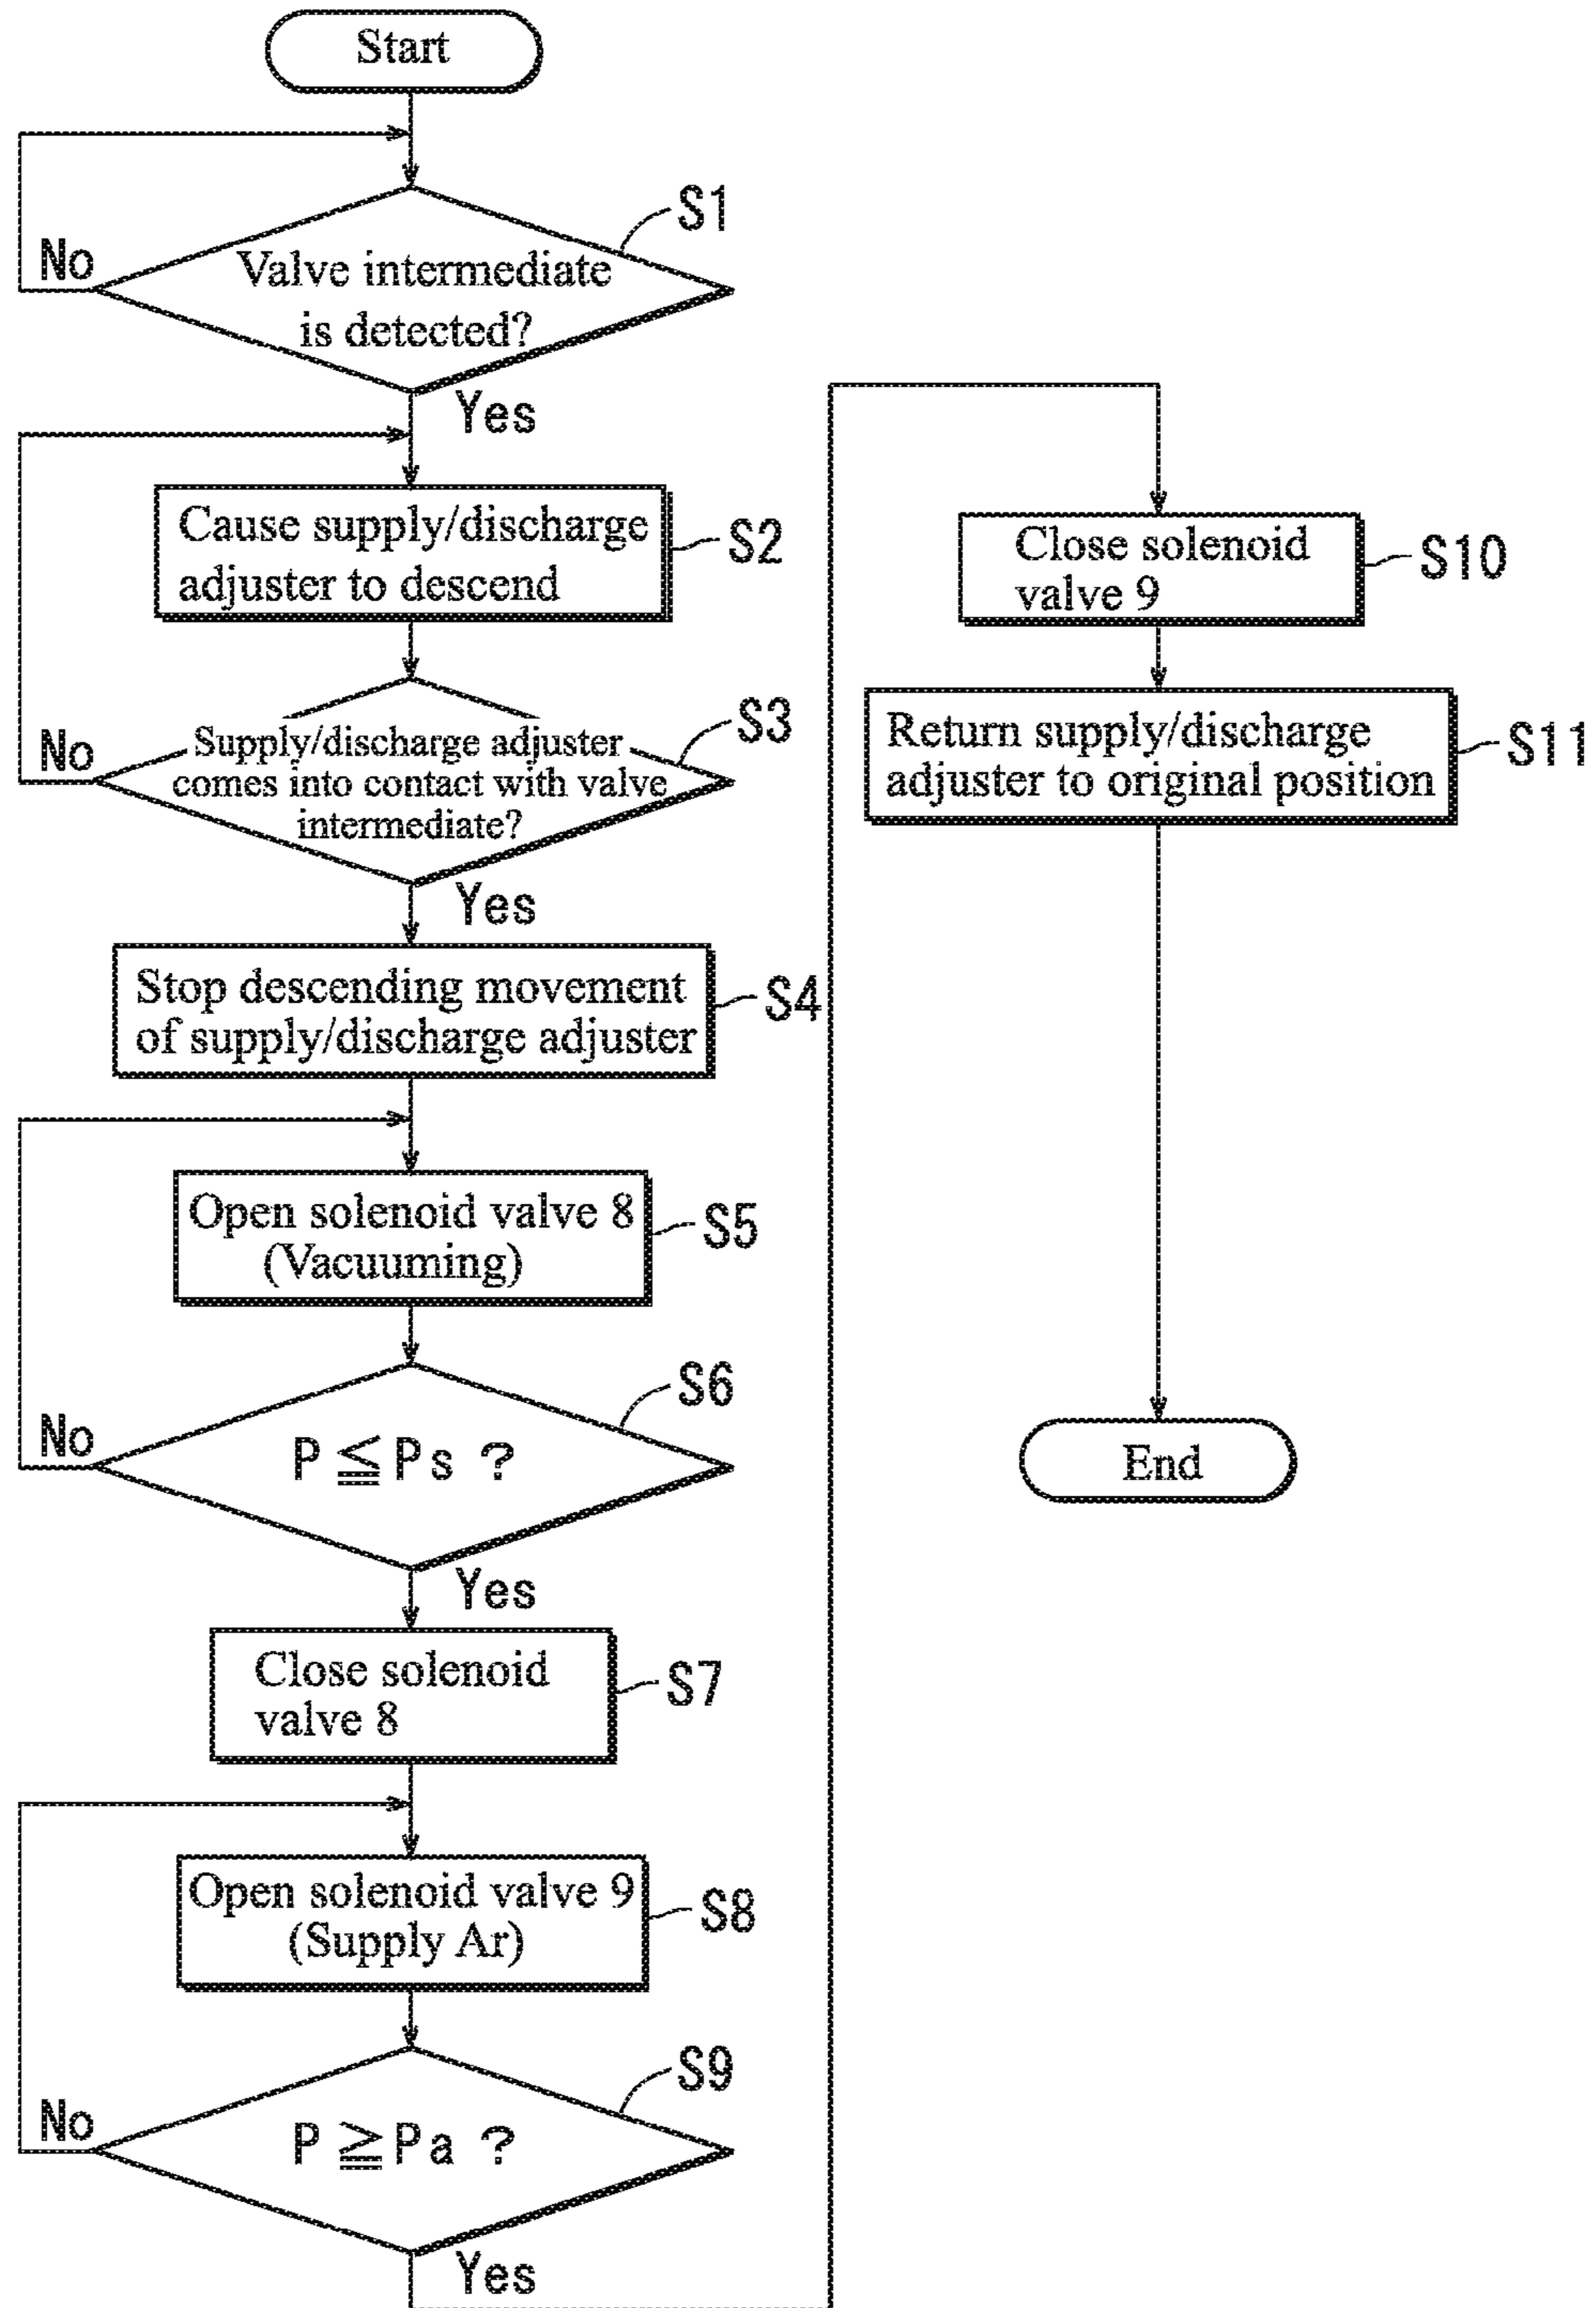 Start
S1
No
Valve intermediate
is detected?
Yes
Cause supply/discharge
adjuster to descend
S2
S3
No
Supply/discharge adjuster
comes into contact with valve
intermediate?
Yes
Stop descending movement
of supply/discharge adjuster
S4
Open solenoid valve 8
(Vacuuming)
S5
S6
No
P ≦ Ps ?
Yes
Close solenoid
valve 8
S7
Open solenoid valve 9
(Supply Ar)
S8
S9
No
P ≧ Pa ?
Yes
Close solenoid
valve 9
S10
Return supply/discharge
adjuster to original position
S11
End